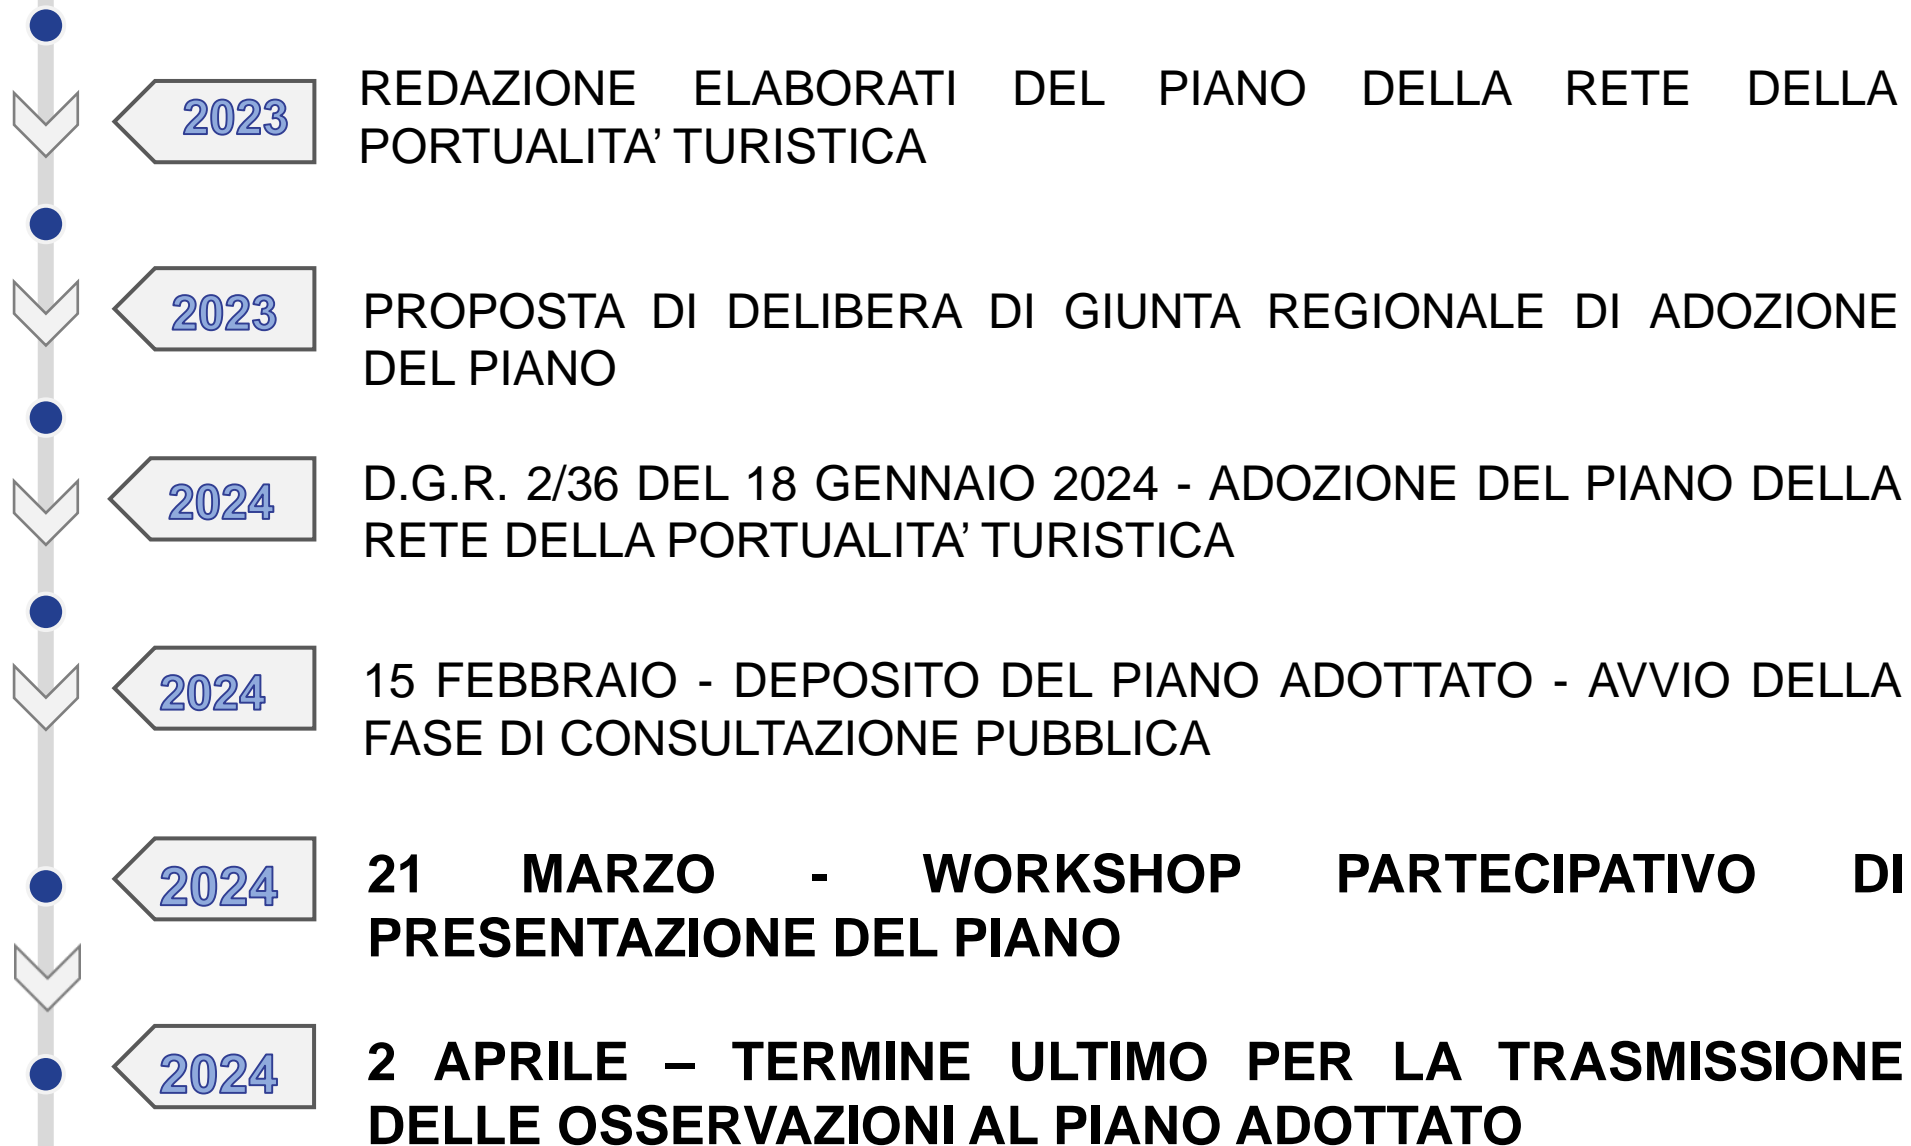 2023
REDAZIONE ELABORATI DEL PIANO DELLA RETE DELLA
PORTUALITA’ TURISTICA
2023
PROPOSTA DI DELIBERA DI GIUNTA REGIONALE DI ADOZIONE
DEL PIANO
2024
D.G.R. 2/36 DEL 18 GENNAIO 2024 - ADOZIONE DEL PIANO DELLA
RETE DELLA PORTUALITA’ TURISTICA
2024
15 FEBBRAIO - DEPOSITO DEL PIANO ADOTTATO - AVVIO DELLA
FASE DI CONSULTAZIONE PUBBLICA
2024
21 MARZO - WORKSHOP PARTECIPATIVO DI
PRESENTAZIONE DEL PIANO
2024
2 APRILE – TERMINE ULTIMO PER LA TRASMISSIONE
DELLE OSSERVAZIONI AL PIANO ADOTTATO